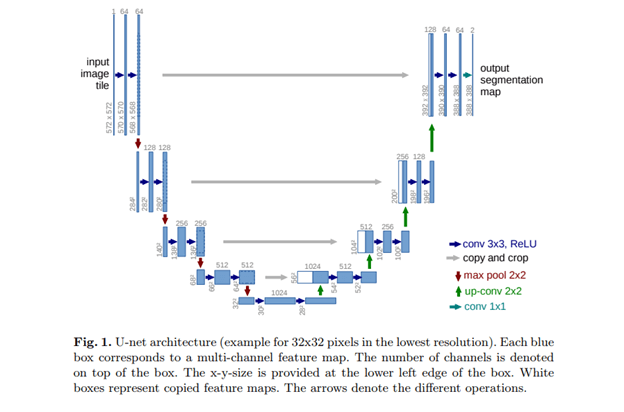 1 64 64
128 64 64 2
input
image
tile
output
segmentation
map
572 x 572
570 x 570
568 x 568
392 x 392
390 x 390
388 x 388
388 x 388
128 128
256 128
284²
282²
280²
200²
198²
196²
256 256
512 256
140²
138²
136²
104²
102²
100²
512 512
1024 512
68²
66²
64²
56²
54²
52²
1024
32²
30²
28²
conv 3x3, ReLU
copy and crop
max pool 2x2
up-conv 2x2
conv 1x1
Fig. 1. U-net architecture (example for 32x32 pixels in the lowest resolution). Each blue
box corresponds to a multi-channel feature map. The number of channels is denoted
on top of the box. The x-y-size is provided at the lower left edge of the box. White
boxes represent copied feature maps. The arrows denote the different operations.